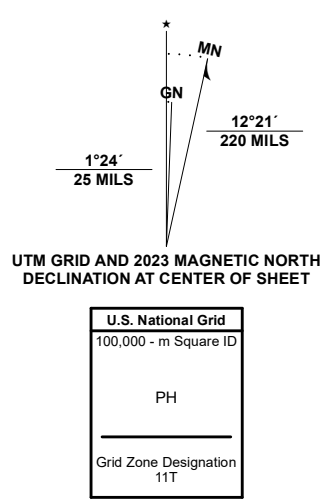 ★
MN
GN
12°21´
220 MILS
1°24´
25 MILS
UTM GRID AND 2023 MAGNETIC NORTH
DECLINATION AT CENTER OF SHEET
U.S. National Grid
100,000 - m Square ID
PH
Grid Zone Designation
11T